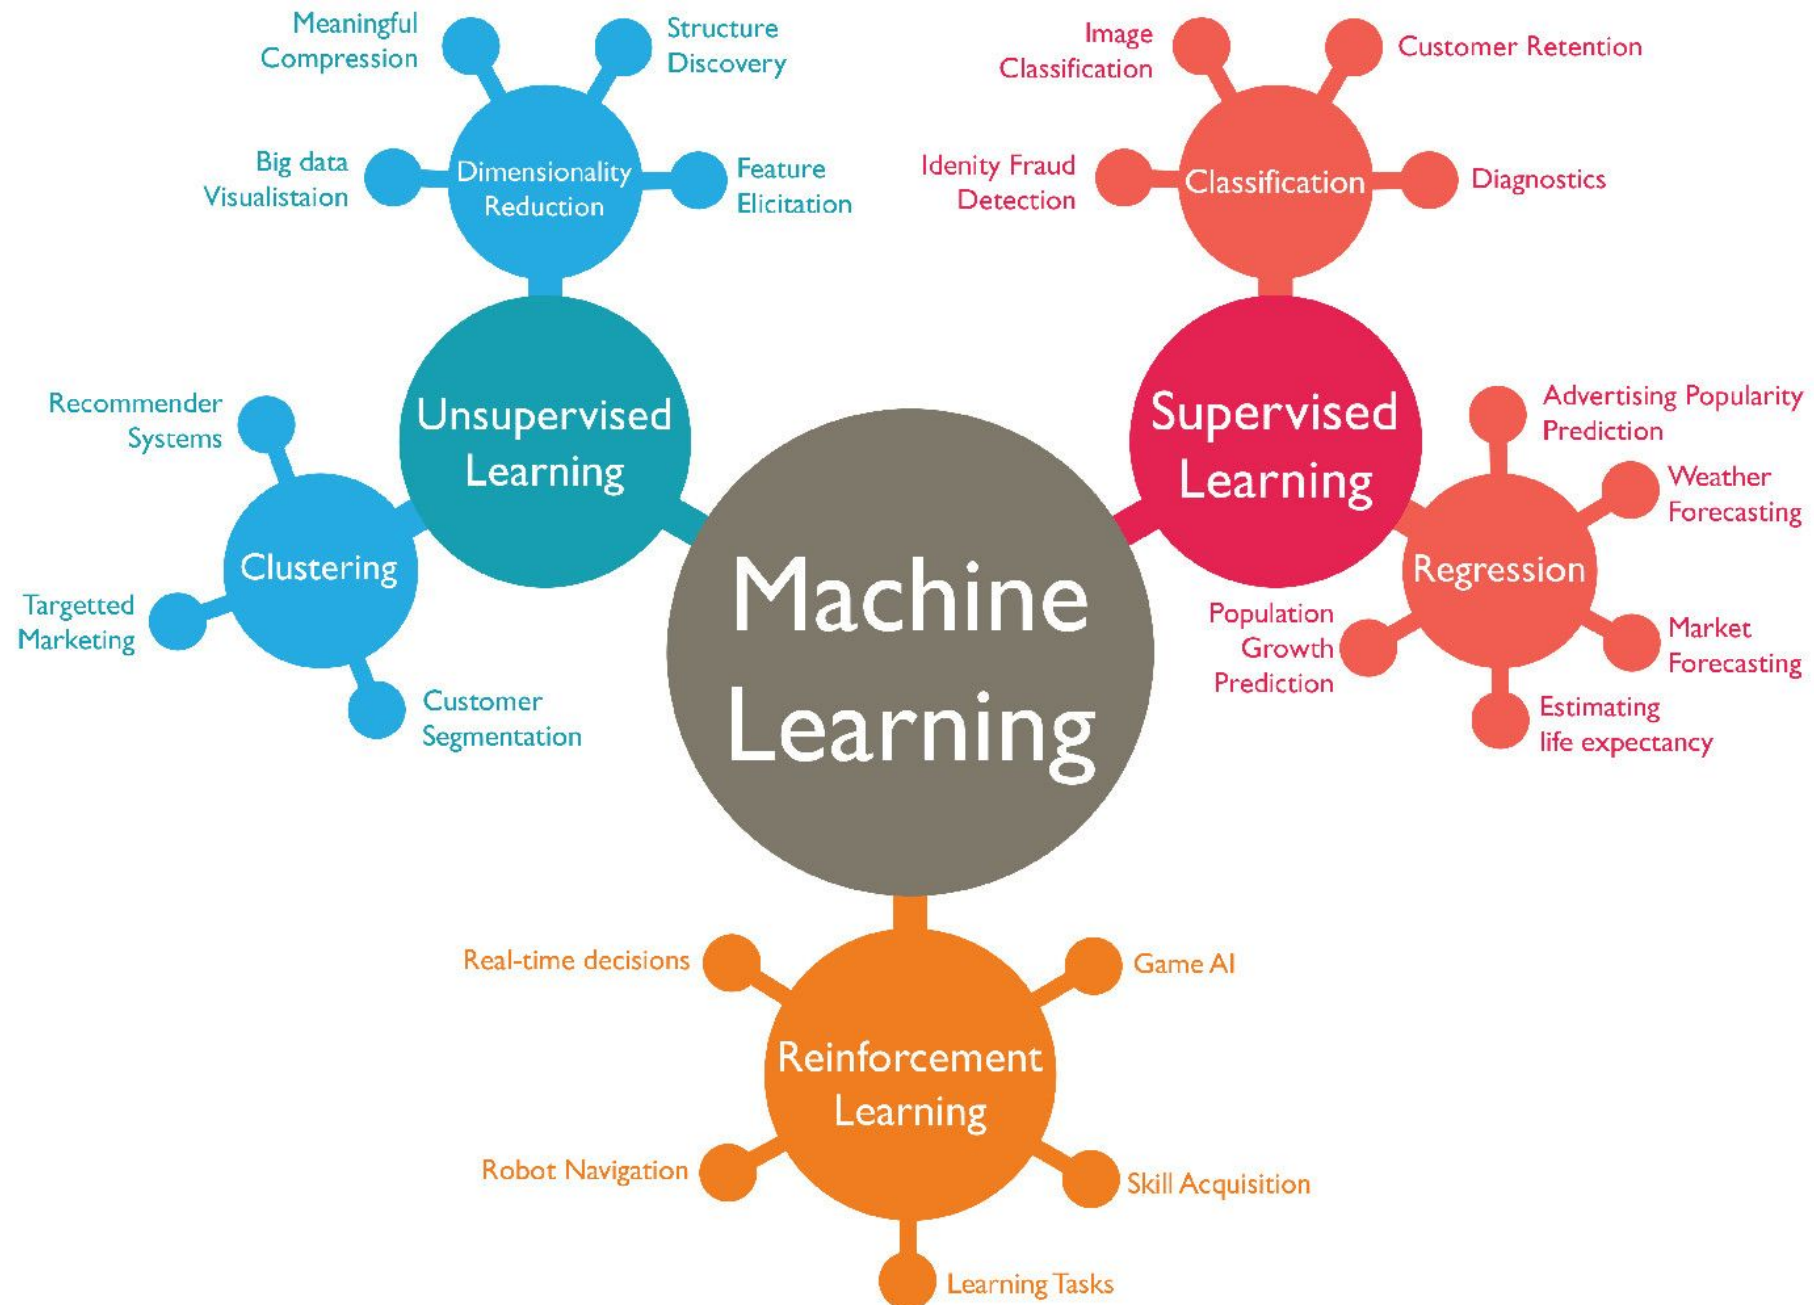 Meaningful
Compression
Structure
Discovery
Big data
Visualistaion
Dimensionality
Reduction
Feature
Elicitation
Image
Classification
Customer Retention
Idenity Fraud
Detection
Classification
Diagnostics
Unsupervised
Learning
Recommender
Systems
Clustering
Targetted
Marketing
Customer
Segmentation
Supervised
Learning
Advertising Popularity
Prediction
Weather
Forecasting
Regression
Population
Growth
Prediction
Market
Forecasting
Estimating
life expectancy
Machine
Learning
Real-time decisions
Game AI
Reinforcement
Learning
Robot Navigation
Skill Acquisition
Learning Tasks